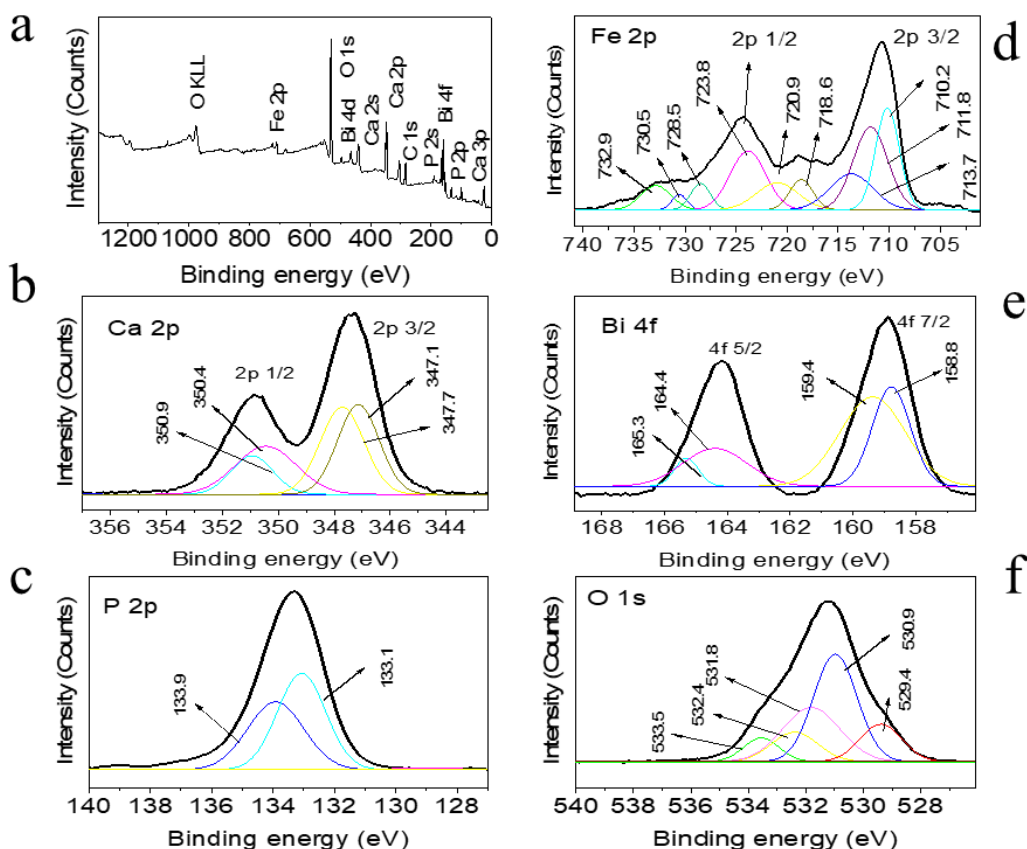 a
Intensity (Counts)
O KLL
Fe 2p
O 1s
Bi 4d
Ca 2s
Ca 2p
C 1s
P 2s
Bi 4f
P 2p
Ca 3p
1200 1000 800 600 400 200 0
Binding energy (eV)
d
Intensity (Counts)
Fe 2p
2p 1/2
2p 3/2
732.9
730.5
728.5
723.8
720.9
718..6
710.2
711.8
713.7
740 735 730 725 720 715 710 705
Binding energy (eV)
b
Intensity (Counts)
Ca 2p
2p 1/2
2p 3/2
350.9
350.4
347.1
347.7
356 354 352 350 348 346 344
Binding energy (eV)
e
Intensity (Counts)
Bi 4f
4f 5/2
4f 7/2
165.3
164.4
159.4
158.8
168 166 164 162 160 158
Binding energy (eV)
c
Intensity (Counts)
P 2p
133.9
133.1
140 138 136 134 132 130 128
Binding energy (eV)
f
Intensity (Counts)
O 1s
533.5
532.4
531.8
530.9
529.4
540 538 536 534 532 530 528
Binding energy (eV)